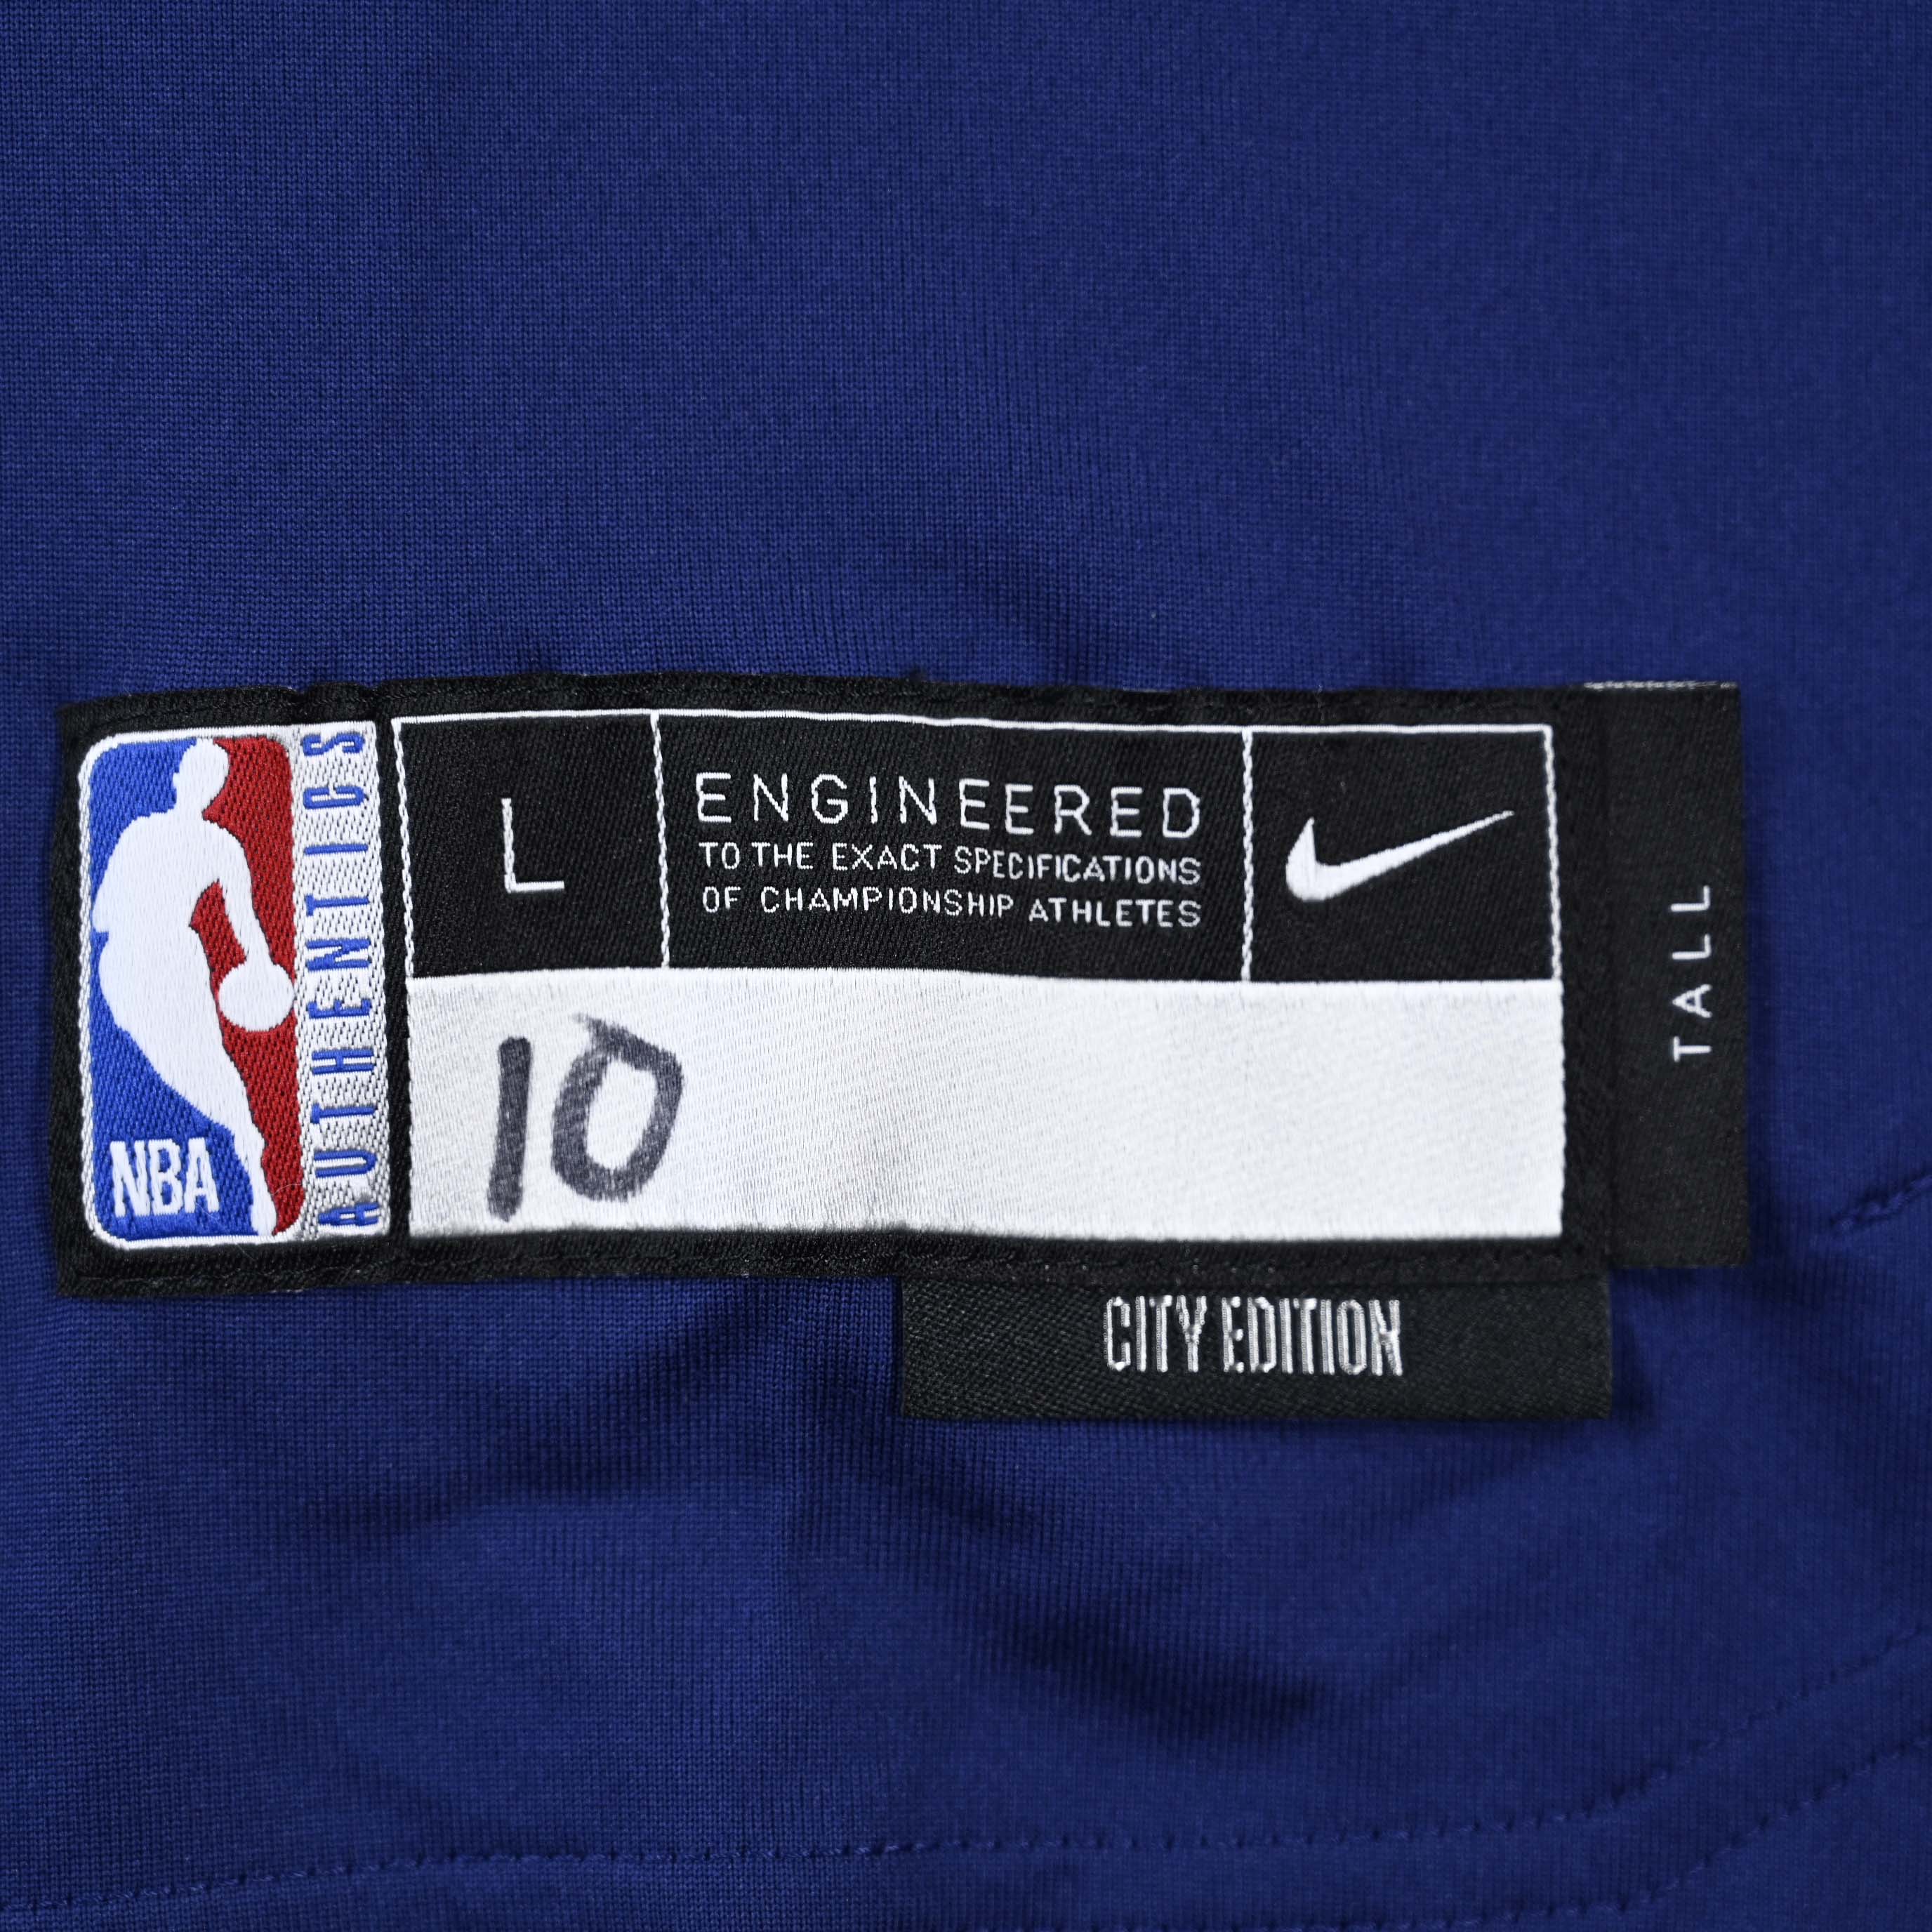 NBA
AUTHENTICS
L
ENGINEERED
TO THE EXACT SPECIFICATIONS
OF CHAMPIONSHIP ATHLETES
10
TALL
CITY EDITION